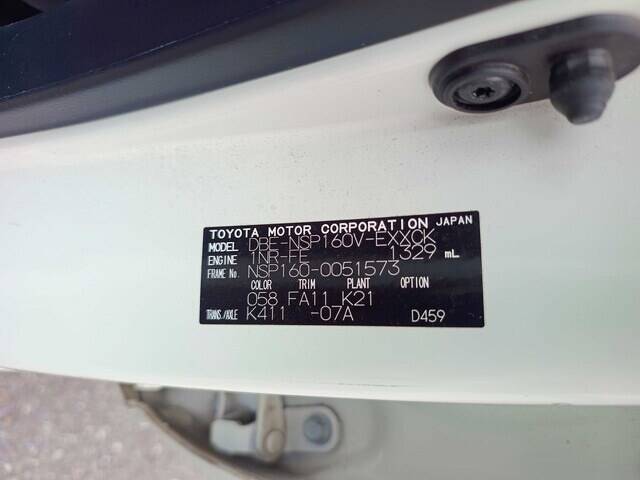 TOYOTA MOTOR CORPORATION JAPAN
MODEL DBE-NSP160V-EXXCK
ENGINE 1NR-FE 1329 mL
FRAME No. NSP160-0051573
COLOR TRIM PLANT OPTION
058 FA11 K21
TRANS./AXLE K411 -07A D459